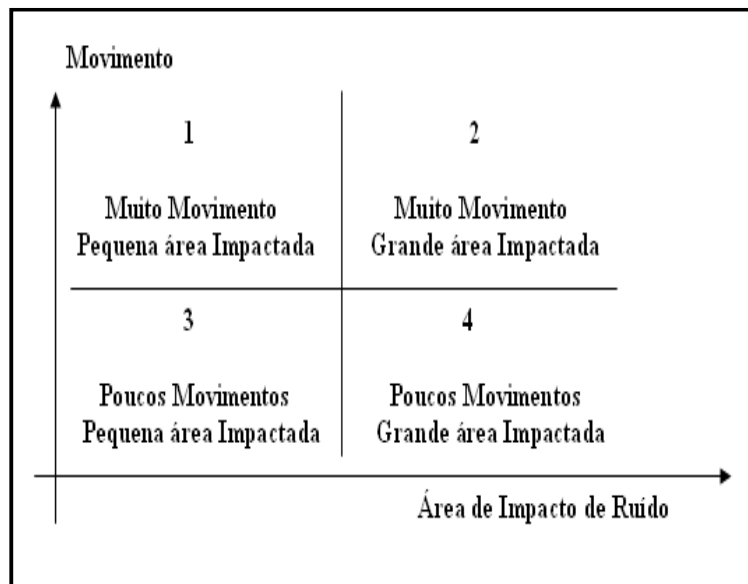 Movimento
1
Muito Movimento
Pequena área Impactada
2
Muito Movimento
Grande área Impactada
3
Poucos Movimentos
Pequena área Impactada
4
Poucos Movimentos
Grande área Impactada
Área de Impacto de Ruído